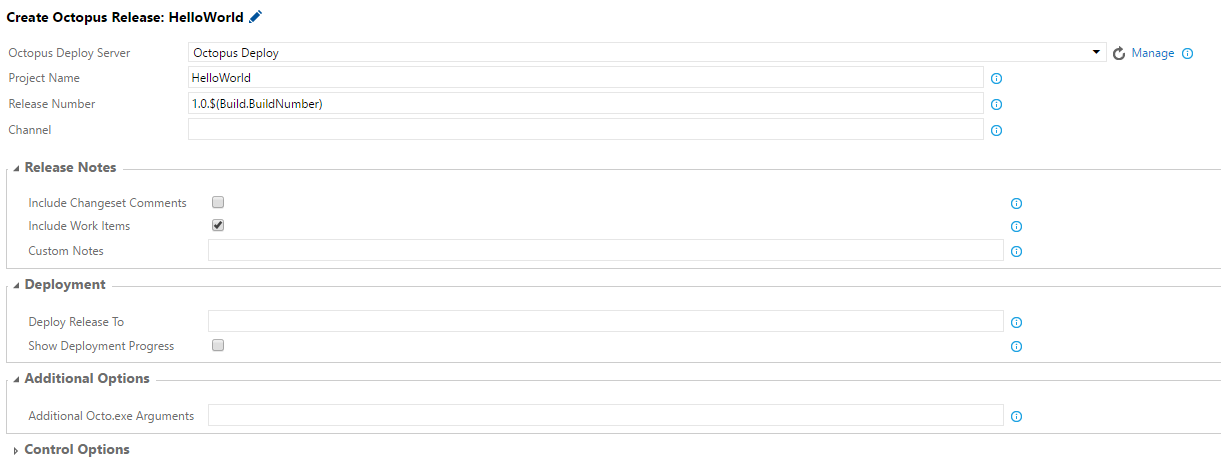 Create Octopus Release: HelloWorld
Octopus Deploy Server Octopus Deploy Manage
Project Name HelloWorld
Release Number 1.0.$(Build.BuildNumber)
Channel
Release Notes
Include Changeset Comments
Include Work Items
Custom Notes
Deployment
Deploy Release To
Show Deployment Progress
Additional Options
Additional Octo.exe Arguments
Control Options